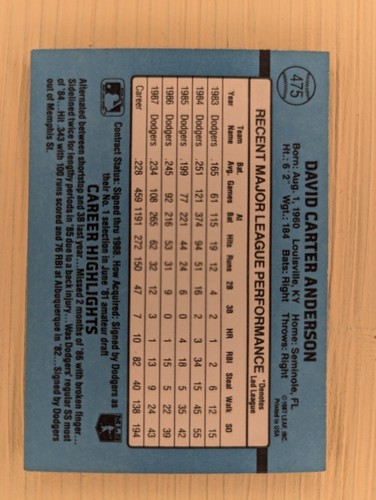 475
DAVID CARTER ANDERSON
Born: Aug. 1, 1960 Louisville, KY Home: Seminole, FL
Ht.: 6' 2" Wgt.: 184 Bats: Right Throws: Right
© 1987 LEAF, INC.
Printed in USA
RECENT MAJOR LEAGUE PERFORMANCE
*Denotes
Led League
Team Bat. At
Year Name Avg. Games Bat Hits Runs 2B 3B HR RBI Steal Walk SO
1983 Dodgers .165 61 115 19 12 4 2 1 2 6 12 15
1984 Dodgers .251 121 374 94 51 16 2 3 34 15 45 55
1985 Dodgers .199 77 221 44 24 6 0 4 18 5 35 42
1986 Dodgers .245 92 216 53 31 9 0 1 15 5 22 39
1987 Dodgers .234 108 265 62 32 12 3 1 13 9 24 43
Career .228 459 1191 272 150 47 7 10 82 40 138 194
Contract Status: Signed thru 1988. How Acquired: Signed by Dodgers as
their No. 1 selection in June '81 amateur draft
CAREER HIGHLIGHTS
Alternated between shortstop and 3B last year... Missed 2 months of '86 with broken finger...
Sidelined twice for lengthy periods in '85 due to a back injury... Was Dodgers' regular SS most
of '84... Hit .343 with 100 runs scored and 76 RBI at Albuquerque in '82... Signed by Dodgers
out of Memphis St.